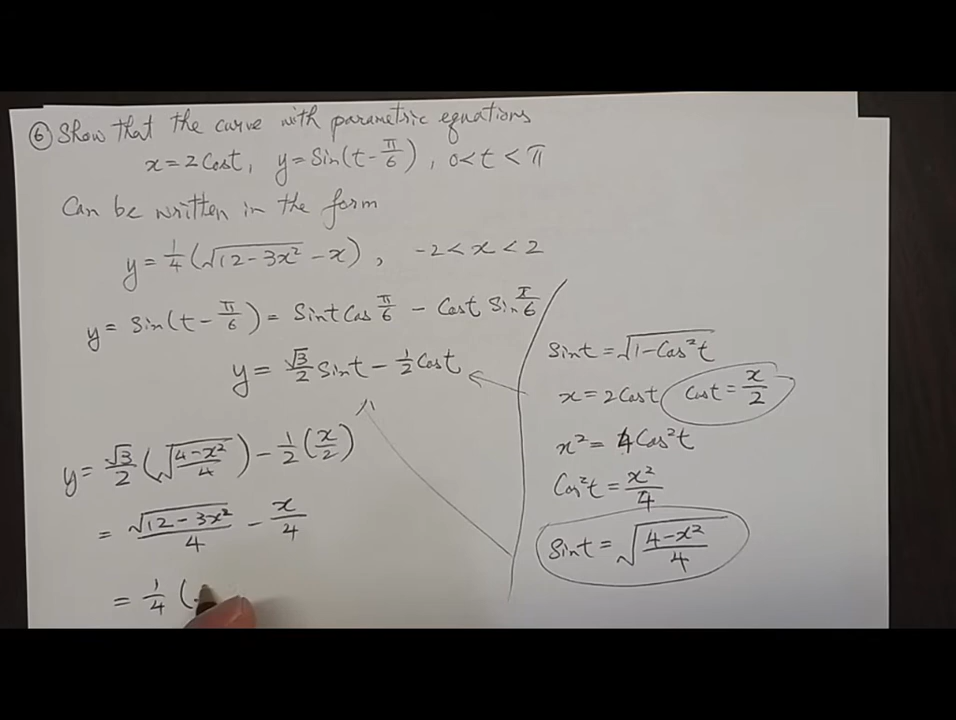 ⑥ Show that the curve with parametric equations
x = 2Cost, y = Sin(t - π/6), 0 < t < π
Can be written in the form
y = 1/4 (√(12 - 3x²) - x), -2 < x < 2
y = Sin(t - π/6) = Sint Cos π/6 - Cost Sin π/6
y = √3/2 Sint - 1/2 Cost
y = √3/2 (√((4-x²)/4)) - 1/2 (x/2)
= √(12 - 3x²)/4 - x/4
= 1/4 (
Sint = √(1-Cos²t)
x = 2Cost Cost = x/2
x² = 4Cos²t
Cos²t = x²/4
Sint = √((4-x²)/4)